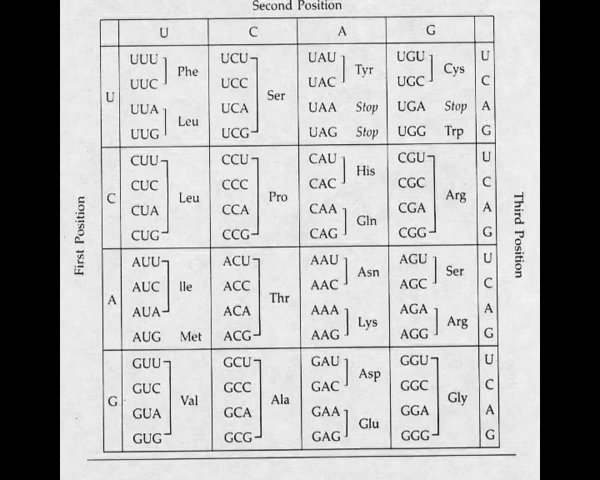 Second Position
U C A G
UUU UCU UAU UGU U
Phe Tyr Cys
UUC UCC UAC UGC C
U Ser
UUA UCA UAA Stop UGA Stop A
Leu
UUG UCG UAG Stop UGG Trp G
CUU CCU CAU CGU U
His
CUC CCC CAC CGC C
C Leu Pro Arg
CUA CCA CAA CGA A
Gln
CUG CCG CAG CGG G
AUU ACU AAU AGU U
Asn Ser
AUC Ile ACC AAC AGC C
A Thr
AUA ACA AAA AGA A
Lys Arg
AUG Met ACG AAG AGG G
GUU GCU GAU GGU U
Asp
GUC GCC GAC GGC C
G Val Ala Gly
GUA GCA GAA GGA A
Glu
GUG GCG GAG GGG G
First Position
Third Position